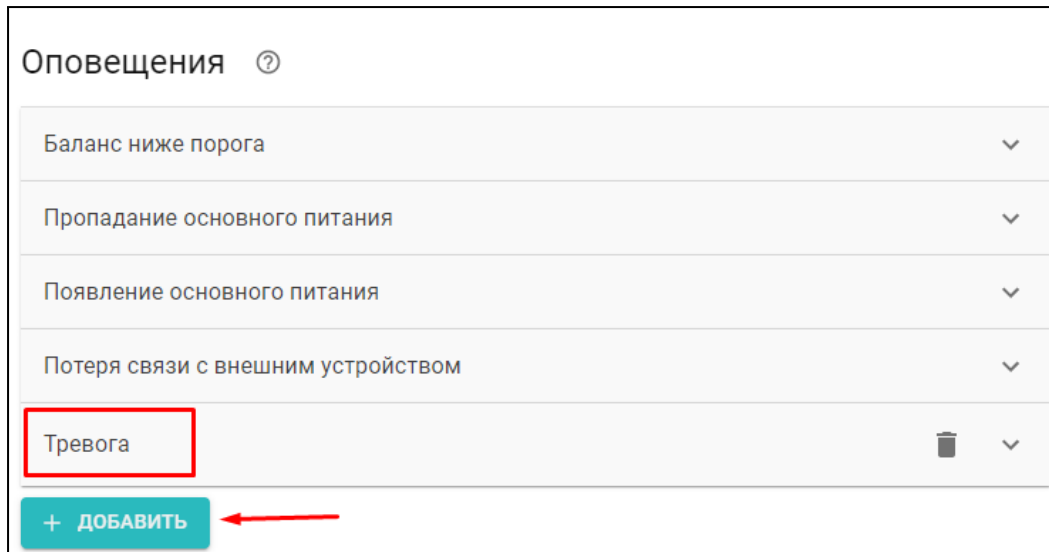 Оповещения
Баланс ниже порога
Пропадание основного питания
Появление основного питания
Потеря связи с внешним устройством
Тревога
+ ДОБАВИТЬ